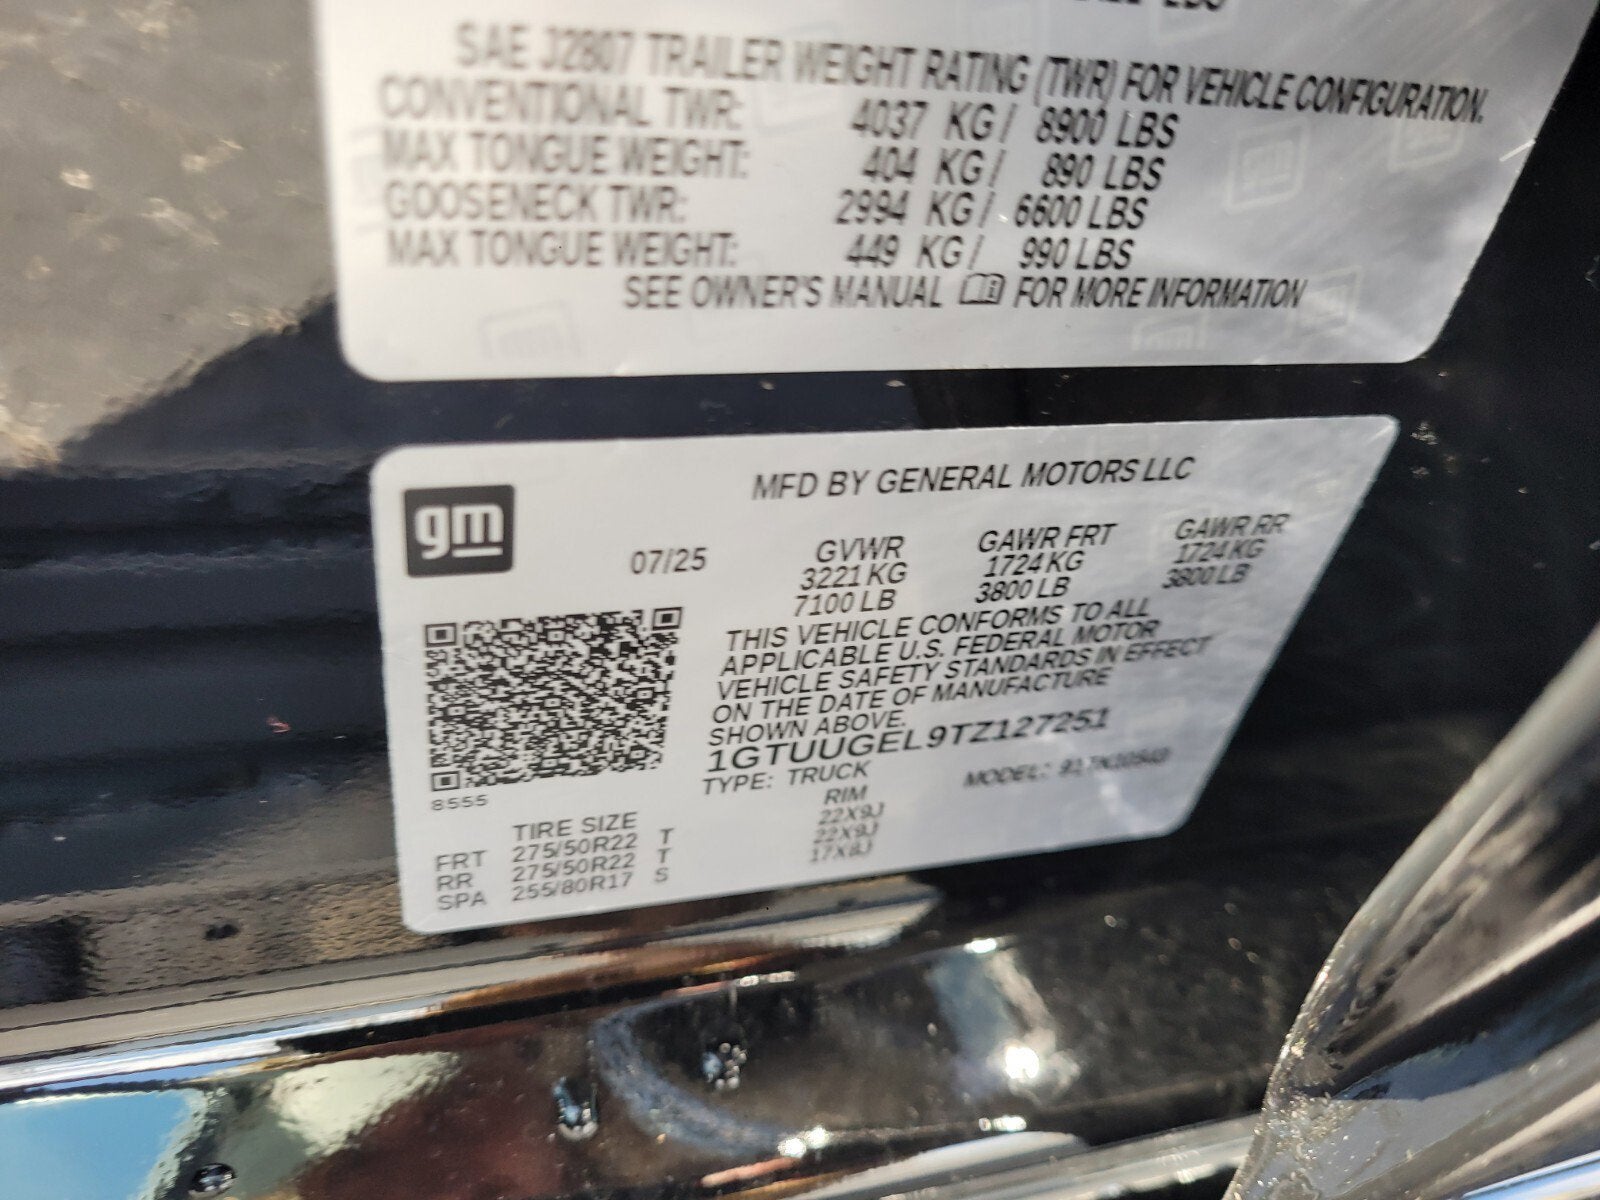 SAE J2807 TRAILER WEIGHT RATING (TWR) FOR VEHICLE CONFIGURATION.
CONVENTIONAL TWR: 4037 KG / 8900 LBS
MAX TONGUE WEIGHT: 404 KG / 890 LBS
GOOSENECK TWR: 2994 KG / 6600 LBS
MAX TONGUE WEIGHT: 449 KG / 990 LBS
SEE OWNER'S MANUAL FOR MORE INFORMATION
gm
MFD BY GENERAL MOTORS LLC
07/25
GVWR GAWR FRT GAWR RR
3221 KG 1724 KG 1724 KG
7100 LB 3800 LB 3800 LB
THIS VEHICLE CONFORMS TO ALL
APPLICABLE U.S. FEDERAL MOTOR
VEHICLE SAFETY STANDARDS IN EFFECT
ON THE DATE OF MANUFACTURE
SHOWN ABOVE.
1GTUUGEL9TZ127251
TYPE: TRUCK MODEL:
8555
TIRE SIZE RIM
FRT 275/50R22 T 22X9J
RR 275/50R22 T 22X9J
SPA 255/80R17 S 17X8J